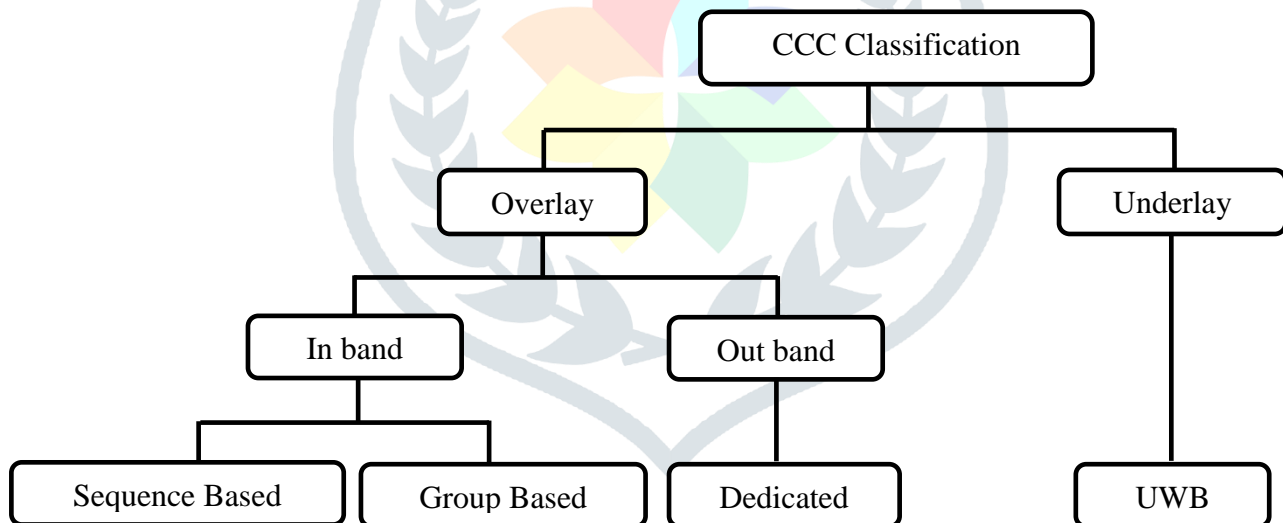 CCC Classification
Overlay
Underlay
In band
Out band
Sequence Based
Group Based
Dedicated
UWB